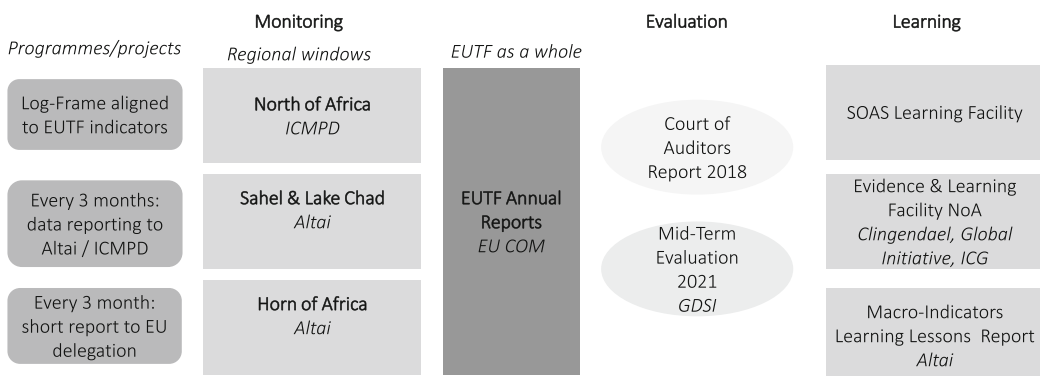 Monitoring
Evaluation
Learning
Programmes/projects
Regional windows
EUTF as a whole
Log-Frame aligned
to EUTF indicators
Every 3 months:
data reporting to
Altai / ICMPD
Every 3 month:
short report to EU
delegation
North of Africa
ICMPD
Sahel & Lake Chad
Altai
Horn of Africa
Altai
EUTF Annual
Reports
EU COM
Court of
Auditors
Report 2018
Mid-Term
Evaluation
2021
GDSI
SOAS Learning Facility
Evidence & Learning
Facility NoA
Clingendael, Global
Initiative, ICG
Macro-Indicators
Learning Lessons Report
Altai